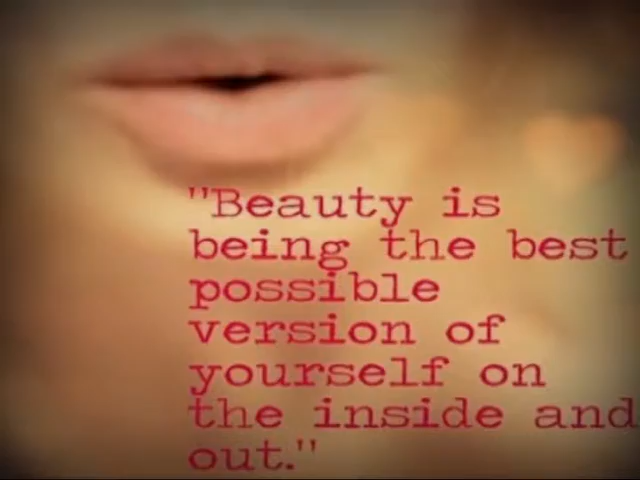 "Beauty is
being the best
possible
version of
yourself on
the inside and
out."